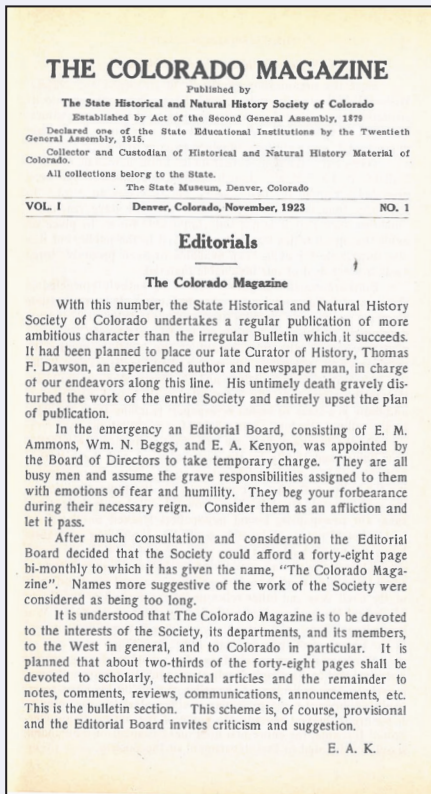 THE COLORADO MAGAZINE
Published by
The State Historical and Natural History Society of Colorado
Established by Act of the Second General Assembly, 1879
Declared one of the State Educational Institutions by the Twentieth
General Assembly, 1915.
Collector and Custodian of Historical and Natural History Material of
Colorado.
All collections belorg to the State.
The State Museum, Denver, Colorado
VOL. I Denver, Colorado, November, 1923 NO. 1
Editorials
The Colorado Magazine
With this number, the State Historical and Natural History
Society of Colorado undertakes a regular publication of more
ambitious character than the irregular Bulletin which it succeeds.
It had been planned to place our late Curator of History, Thomas
F. Dawson, an experienced author and newspaper man, in charge
of our endeavors along this line. His untimely death gravely dis-
turbed the work of the entire Society and entirely upset the plan
of publication.
In the emergency an Editorial Board, consisting of E. M.
Ammons, Wm. N. Beggs, and E. A. Kenyon, was appointed by
the Board of Directors to take temporary charge. They are all
busy men and assume the grave responsibilities assigned to them
with emotions of fear and humility. They beg your forbearance
during their necessary reign. Consider them as an affliction and
let it pass.
After much consultation and consideration the Editorial
Board decided that the Society could afford a forty-eight page
bi-monthly to which it has given the name, "The Colorado Maga-
zine". Names more suggestive of the work of the Society were
considered as being too long.
It is understood that The Colorado Magazine is to be devoted
to the interests of the Society, its departments, and its members,
to the West in general, and to Colorado in particular. It is
planned that about two-thirds of the forty-eight pages shall be
devoted to scholarly, technical articles and the remainder to
notes, comments, reviews, communications, announcements, etc.
This is the bulletin section. This scheme is, of course, provisional
and the Editorial Board invites criticism and suggestion.
E. A. K.